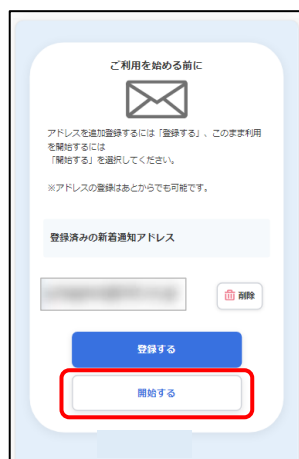 ご利用を始める前に
アドレスを追加登録するには「登録する」、このまま利用
を開始するには
「開始する」を選択してください。
※アドレスの登録はあとからでも可能です。
登録済みの新着通知アドレス
削除
登録する
開始する